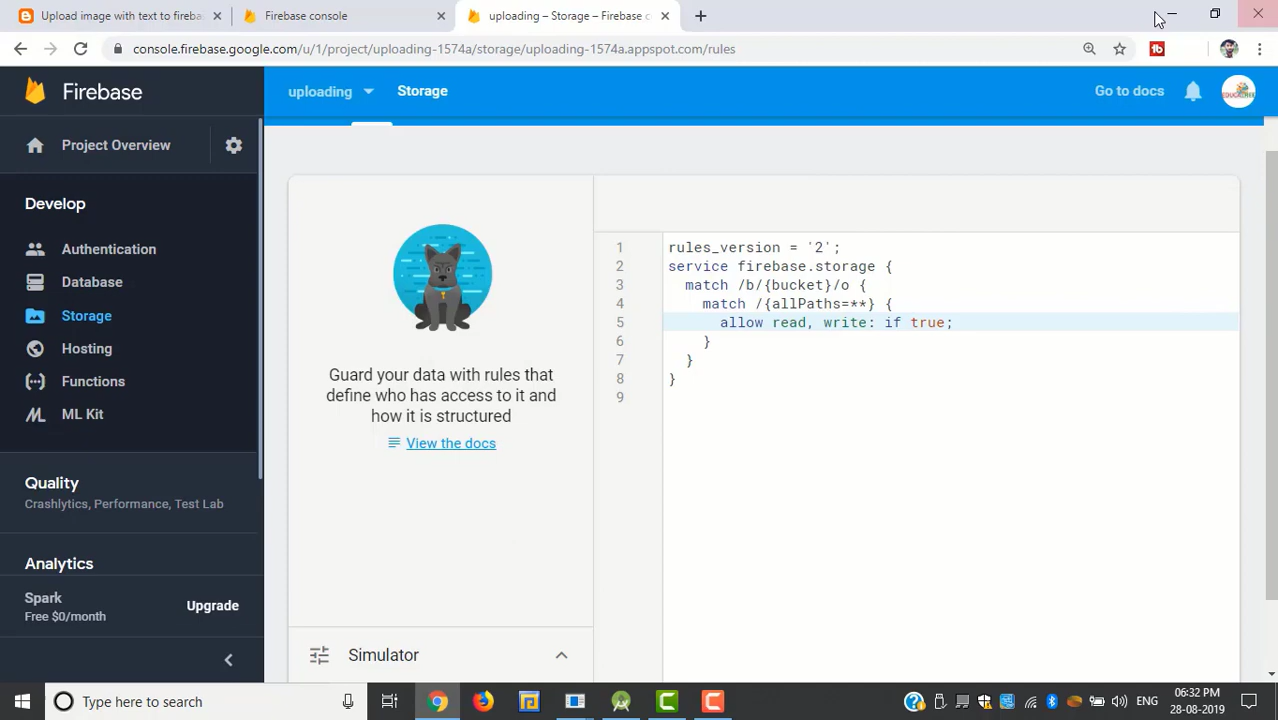 Upload image with text to fireba
Firebase console
uploading – Storage – Firebase c
console.firebase.google.com/u/1/project/uploading-1574a/storage/uploading-1574a.appspot.com/rules
Firebase
uploading
Storage
Go to docs
Project Overview
Develop
Authentication
Database
Storage
Hosting
Functions
ML Kit
Quality
Crashlytics, Performance, Test Lab
Analytics
Spark
Free $0/month
Upgrade
Guard your data with rules that
define who has access to it and
how it is structured
View the docs
Simulator
1 rules_version = '2';
2 service firebase.storage {
3 match /b/{bucket}/o {
4 match /{allPaths=**} {
5 allow read, write: if true;
6 }
7 }
8 }
9
Type here to search
ENG
06:32 PM
28-08-2019